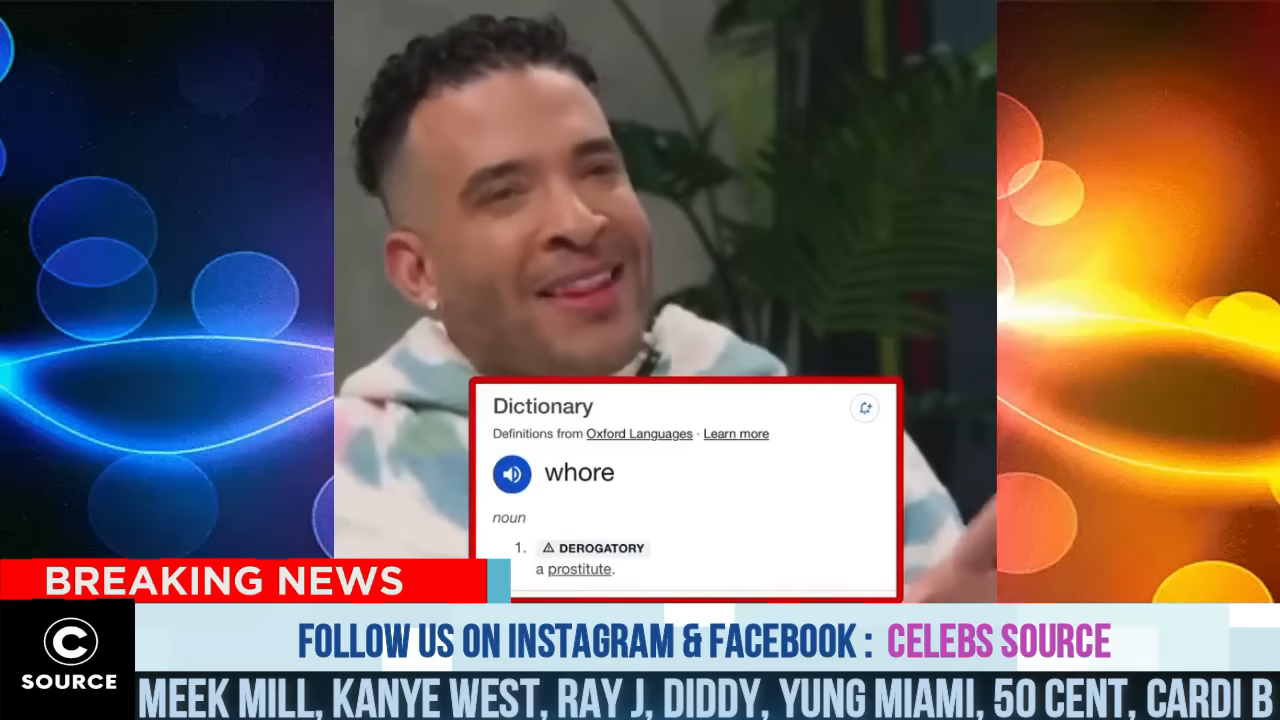 Dictionary
Definitions from Oxford Languages · Learn more
whore
noun
1. ⚠ DEROGATORY
a prostitute.
BREAKING NEWS
C
SOURCE
FOLLOW US ON INSTAGRAM & FACEBOOK : CELEBS SOURCE
MEEK MILL, KANYE WEST, RAY J, DIDDY, YUNG MIAMI, 50 CENT, CARDI B